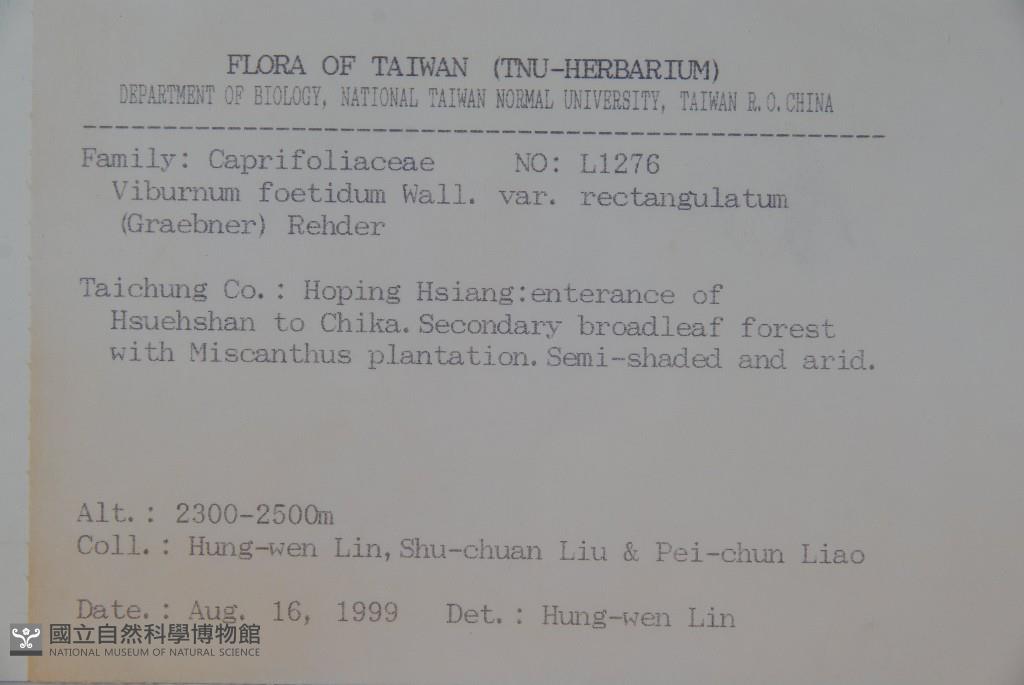 FLORA OF TAIWAN (TNU-HERBARIUM)
DEPARTMENT OF BIOLOGY, NATIONAL TAIWAN NORMAL UNIVERSITY, TAIWAN R.O.CHINA
Family: Caprifoliaceae NO: L1276
Viburnum foetidum Wall. var. rectangulatum
(Graebner) Rehder
Taichung Co.: Hoping Hsiang:enterance of
Hsuehshan to Chika. Secondary broadleaf forest
with Miscanthus plantation. Semi-shaded and arid.
Alt.: 2300-2500m
Coll.: Hung-wen Lin, Shu-chuan Liu & Pei-chun Liao
Date.: Aug. 16, 1999 Det.: Hung-wen Lin
國立自然科學博物館
NATIONAL MUSEUM OF NATURAL SCIENCE